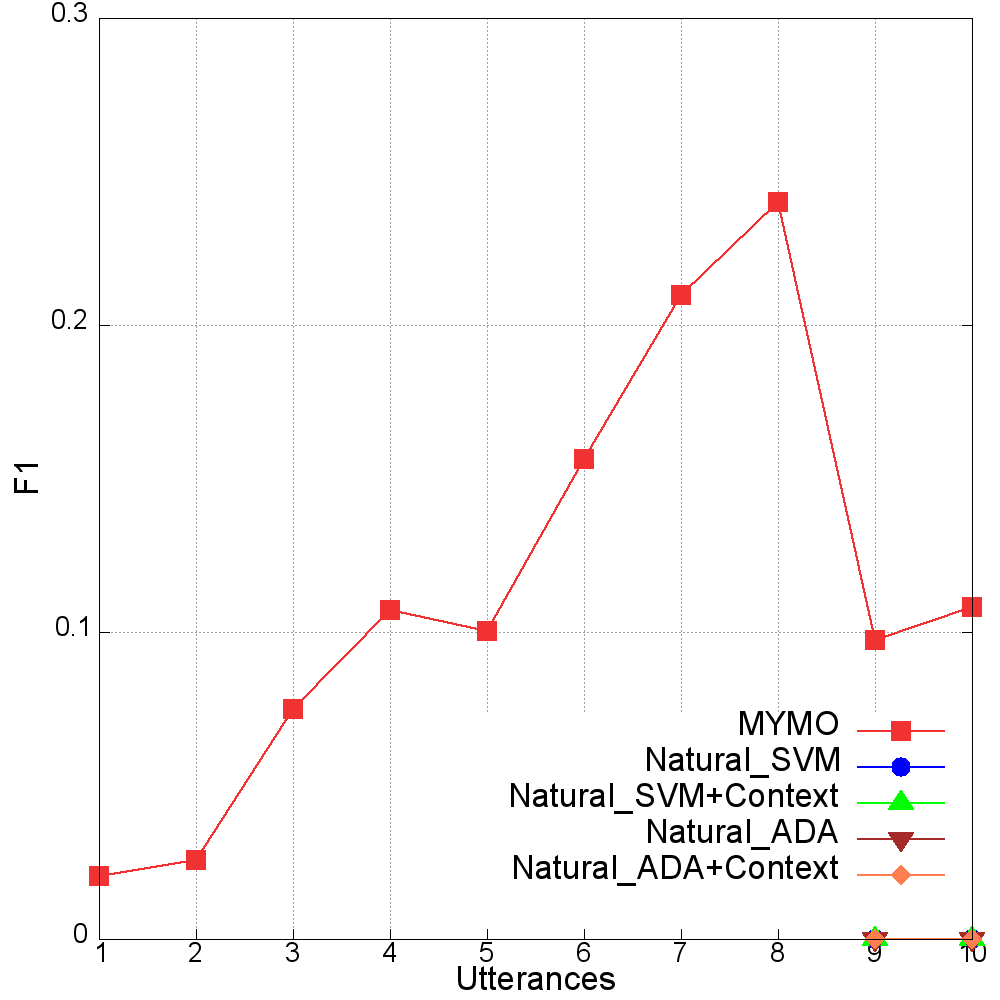 0.3
0.2
0.1
0
F1
MYMO
Natural_SVM
Natural_SVM+Context
Natural_ADA
Natural_ADA+Context
1 2 3 4 5 6 7 8 9 10
Utterances